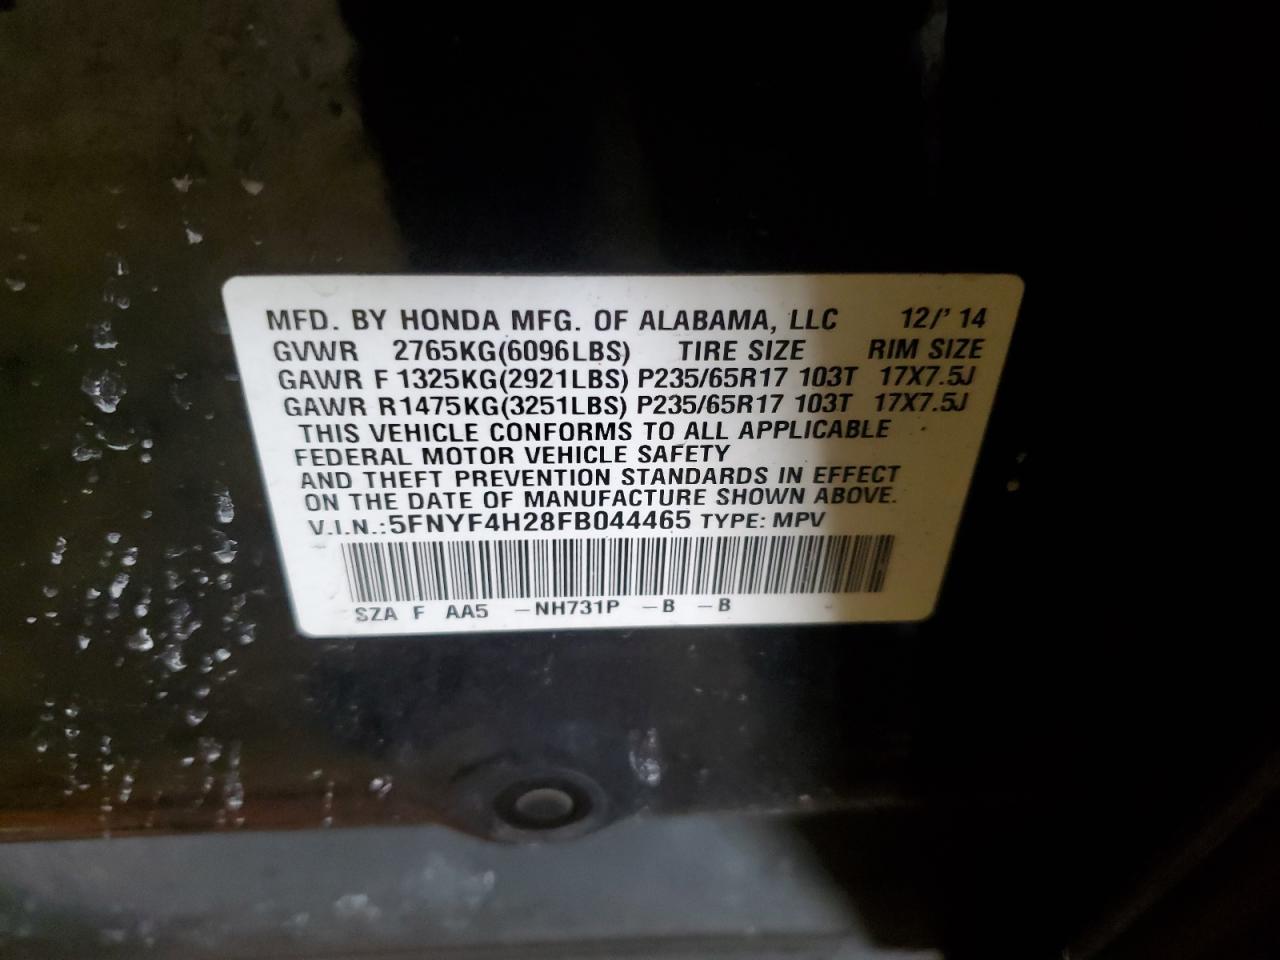 MFD. BY HONDA MFG. OF ALABAMA, LLC 12/' 14
GVWR 2765KG(6096LBS) TIRE SIZE RIM SIZE
GAWR F 1325KG(2921LBS) P235/65R17 103T 17X7.5J
GAWR R1475KG(3251LBS) P235/65R17 103T 17X7.5J
THIS VEHICLE CONFORMS TO ALL APPLICABLE
FEDERAL MOTOR VEHICLE SAFETY
AND THEFT PREVENTION STANDARDS IN EFFECT
ON THE DATE OF MANUFACTURE SHOWN ABOVE.
V.I.N.:5FNYF4H28FB044465 TYPE: MPV
SZA F AA5 -NH731P -B -B